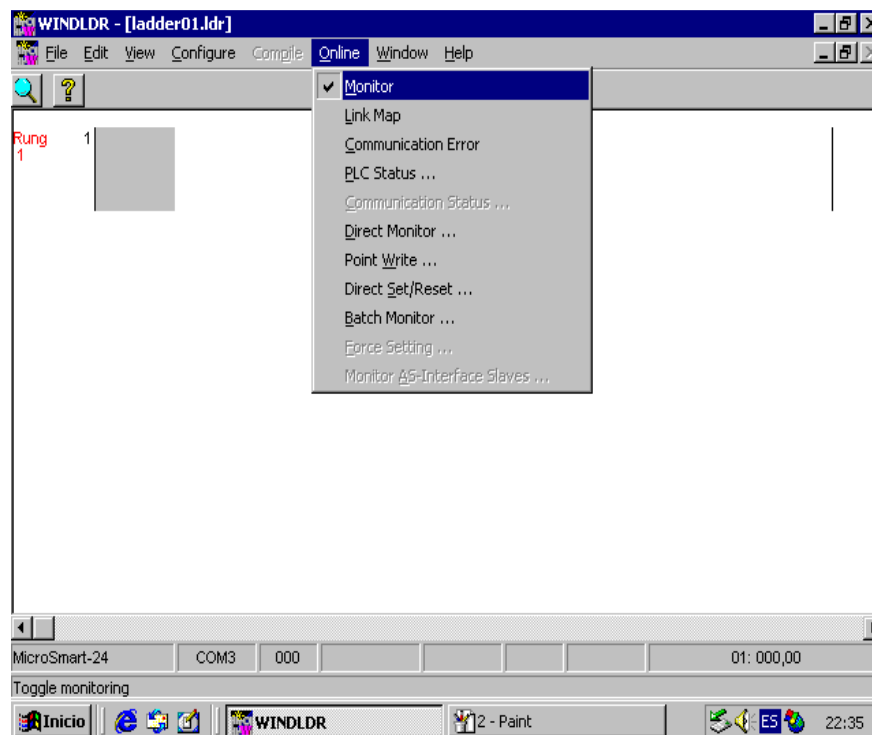 WINDLDR - [ladder01.ldr]
File Edit View Configure Compile Online Window Help
Monitor
Link Map
Communication Error
PLC Status ...
Communication Status ...
Direct Monitor ...
Point Write ...
Direct Set/Reset ...
Batch Monitor ...
Force Setting ...
Monitor AS-Interface Slaves ...
Rung 1
1
MicroSmart-24 COM3 000 01: 000,00
Toggle monitoring
Inicio WINDLDR 2 - Paint ES 22:35